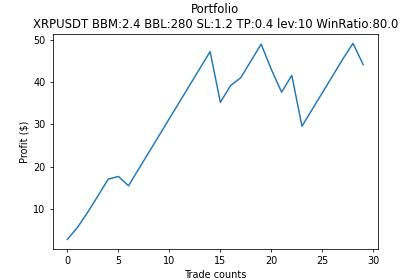 Portfolio
XRPUSDT BBM:2.4 BBL:280 SL:1.2 TP:0.4 lev:10 WinRatio:80.0
50
40
30
20
10
Profit ($)
0 5 10 15 20 25 30
Trade counts